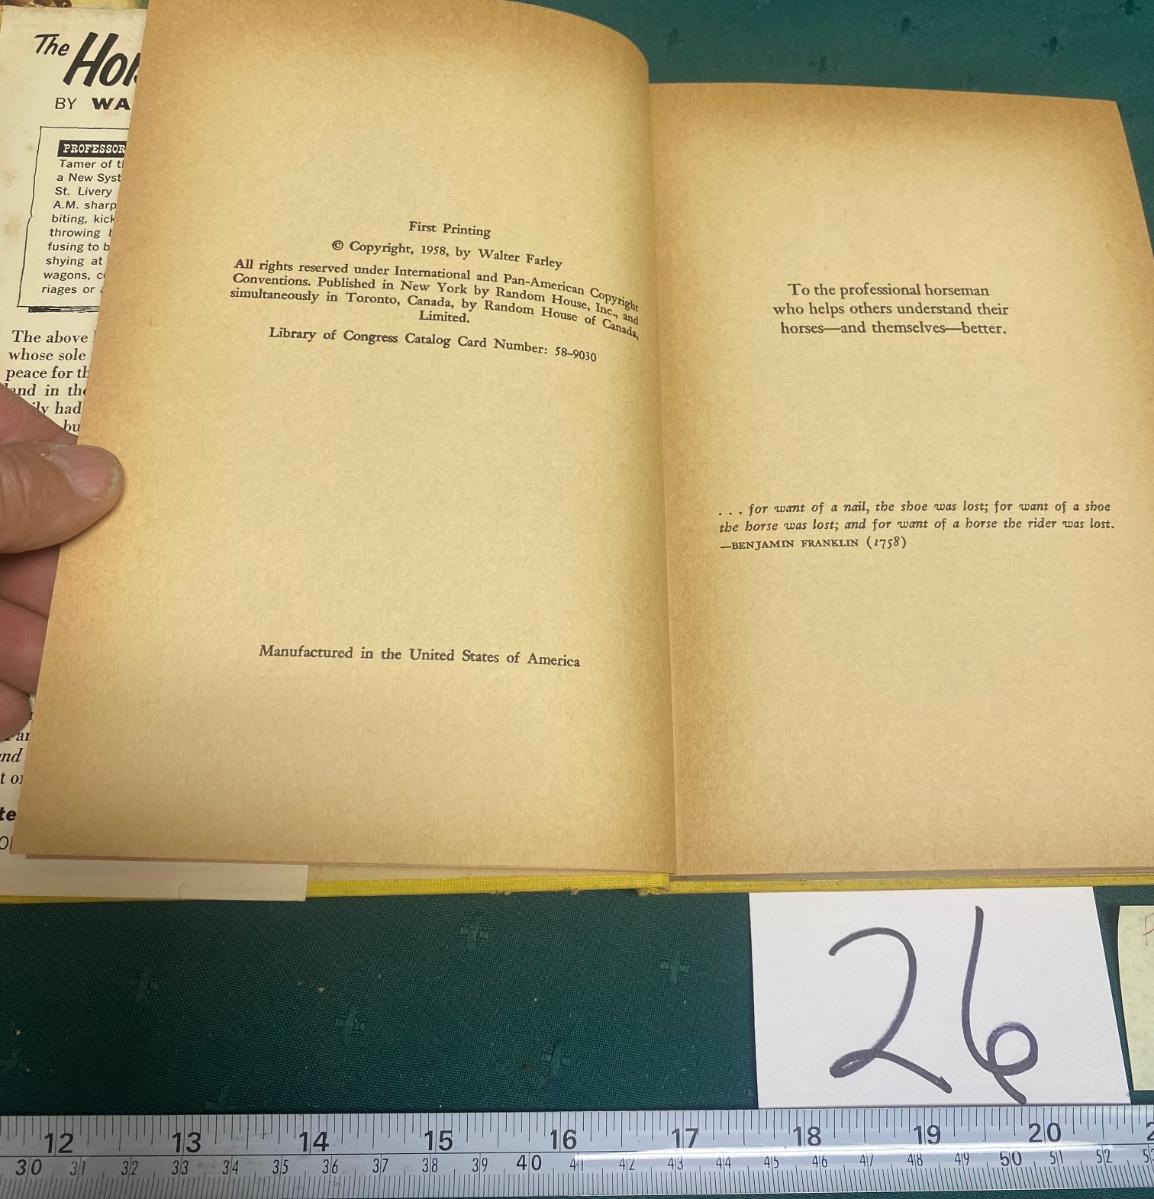 The
BY WA
PROFESSOR
Tamer of
a New Syst
St. Livery
A.M. sharp
biting, kick
throwing
fusing to b
shying at
wagons, c
riages or
The above
whose sole
peace for th
and in the
ily had
bu
nd
First Printing
© Copyright, 1958, by Walter Farley
All rights reserved under International and Pan-American Copyright
Conventions. Published in New York by Random House, Inc., and
simultaneously in Toronto, Canada, by Random House of Canada,
Limited.
Library of Congress Catalog Card Number: 58-9030
Manufactured in the United States of America
To the professional horseman
who helps others understand their
horses—and themselves—better.
. . . for want of a nail, the shoe was lost; for want of a shoe
the horse was lost; and for want of a horse the rider was lost.
—BENJAMIN FRANKLIN (1758)
26
12 13 14 15 16 17 18 19 20
30 31 32 33 34 35 36 37 38 39 40 41 42 43 44 45 46 47 48 49 50 51 52